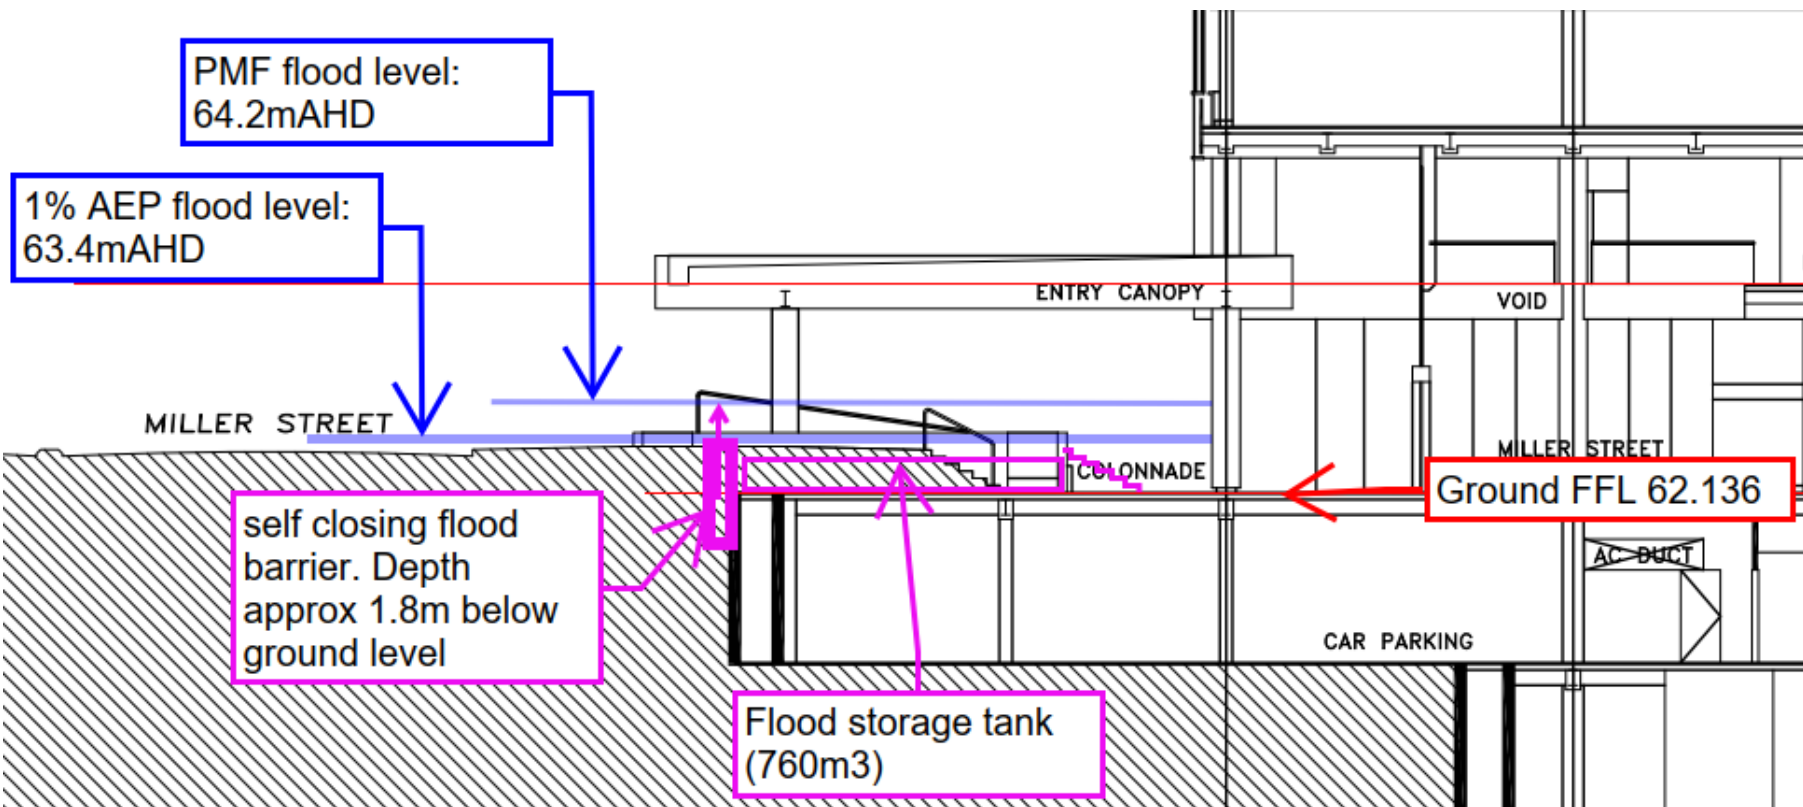 PMF flood level:
64.2mAHD
1% AEP flood level:
63.4mAHD
ENTRY CANOPY
VOID
MILLER STREET
MILLER STREET
COLONNADE
Ground FFL 62.136
self closing flood
barrier. Depth
approx 1.8m below
ground level
AC DUCT
CAR PARKING
Flood storage tank
(760m3)